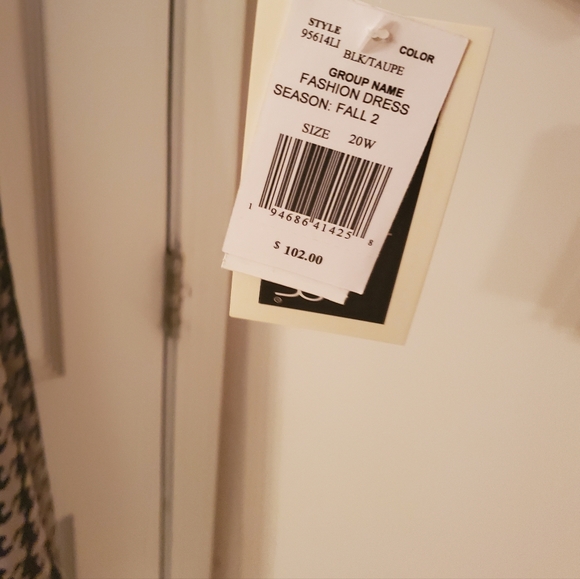 STYLE
95614LI
COLOR
BLK/TAUPE
GROUP NAME
FASHION DRESS
SEASON: FALL 2
SIZE 20W
1 94686 41425 8
$ 102.00